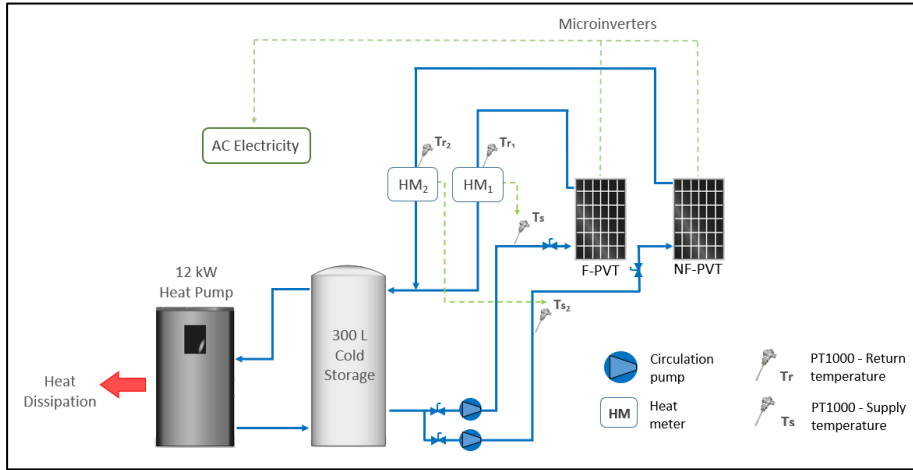 Microinverters
AC Electricity
Tr₂
Tr₁
HM₂
HM₁
Ts
F-PVT
NF-PVT
12 kW
Heat Pump
Ts₂
300 L
Cold
Storage
Heat
Dissipation
Circulation
pump
Tr
PT1000 - Return
temperature
HM
Heat
meter
Ts
PT1000 - Supply
temperature